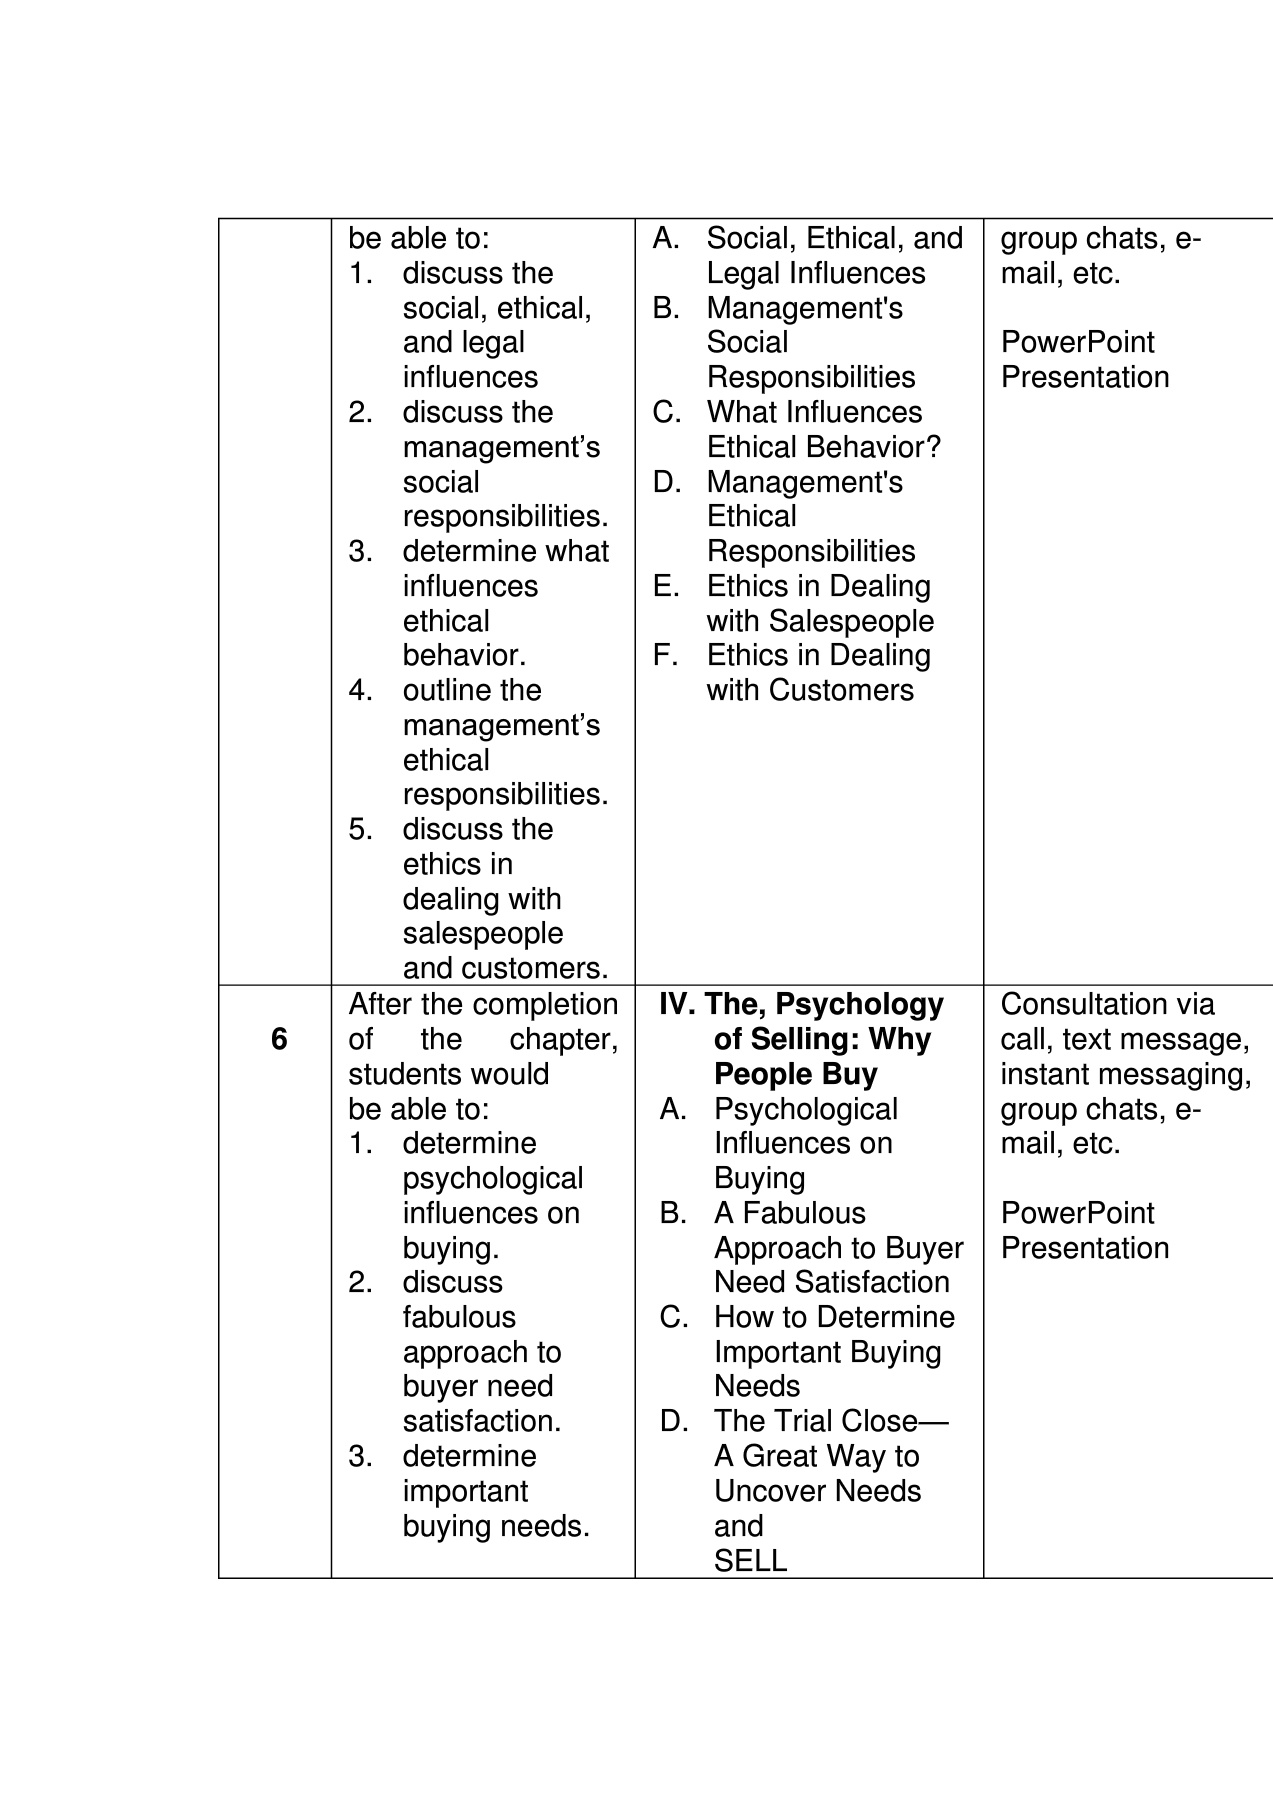 be able to:
1. discuss the
social, ethical,
and legal
influences
2. discuss the
management’s
social
responsibilities.
3. determine what
influences
ethical
behavior.
4. outline the
management’s
ethical
responsibilities.
5. discuss the
ethics in
dealing with
salespeople
and customers.
A. Social, Ethical, and
Legal Influences
B. Management's
Social
Responsibilities
C. What Influences
Ethical Behavior?
D. Management's
Ethical
Responsibilities
E. Ethics in Dealing
with Salespeople
F. Ethics in Dealing
with Customers
group chats, e-
mail, etc.
PowerPoint
Presentation
6
After the completion
of the chapter,
students would
be able to:
1. determine
psychological
influences on
buying.
2. discuss
fabulous
approach to
buyer need
satisfaction.
3. determine
important
buying needs.
IV. The, Psychology
of Selling: Why
People Buy
A. Psychological
Influences on
Buying
B. A Fabulous
Approach to Buyer
Need Satisfaction
C. How to Determine
Important Buying
Needs
D. The Trial Close—
A Great Way to
Uncover Needs
and
SELL
Consultation via
call, text message,
instant messaging,
group chats, e-
mail, etc.
PowerPoint
Presentation